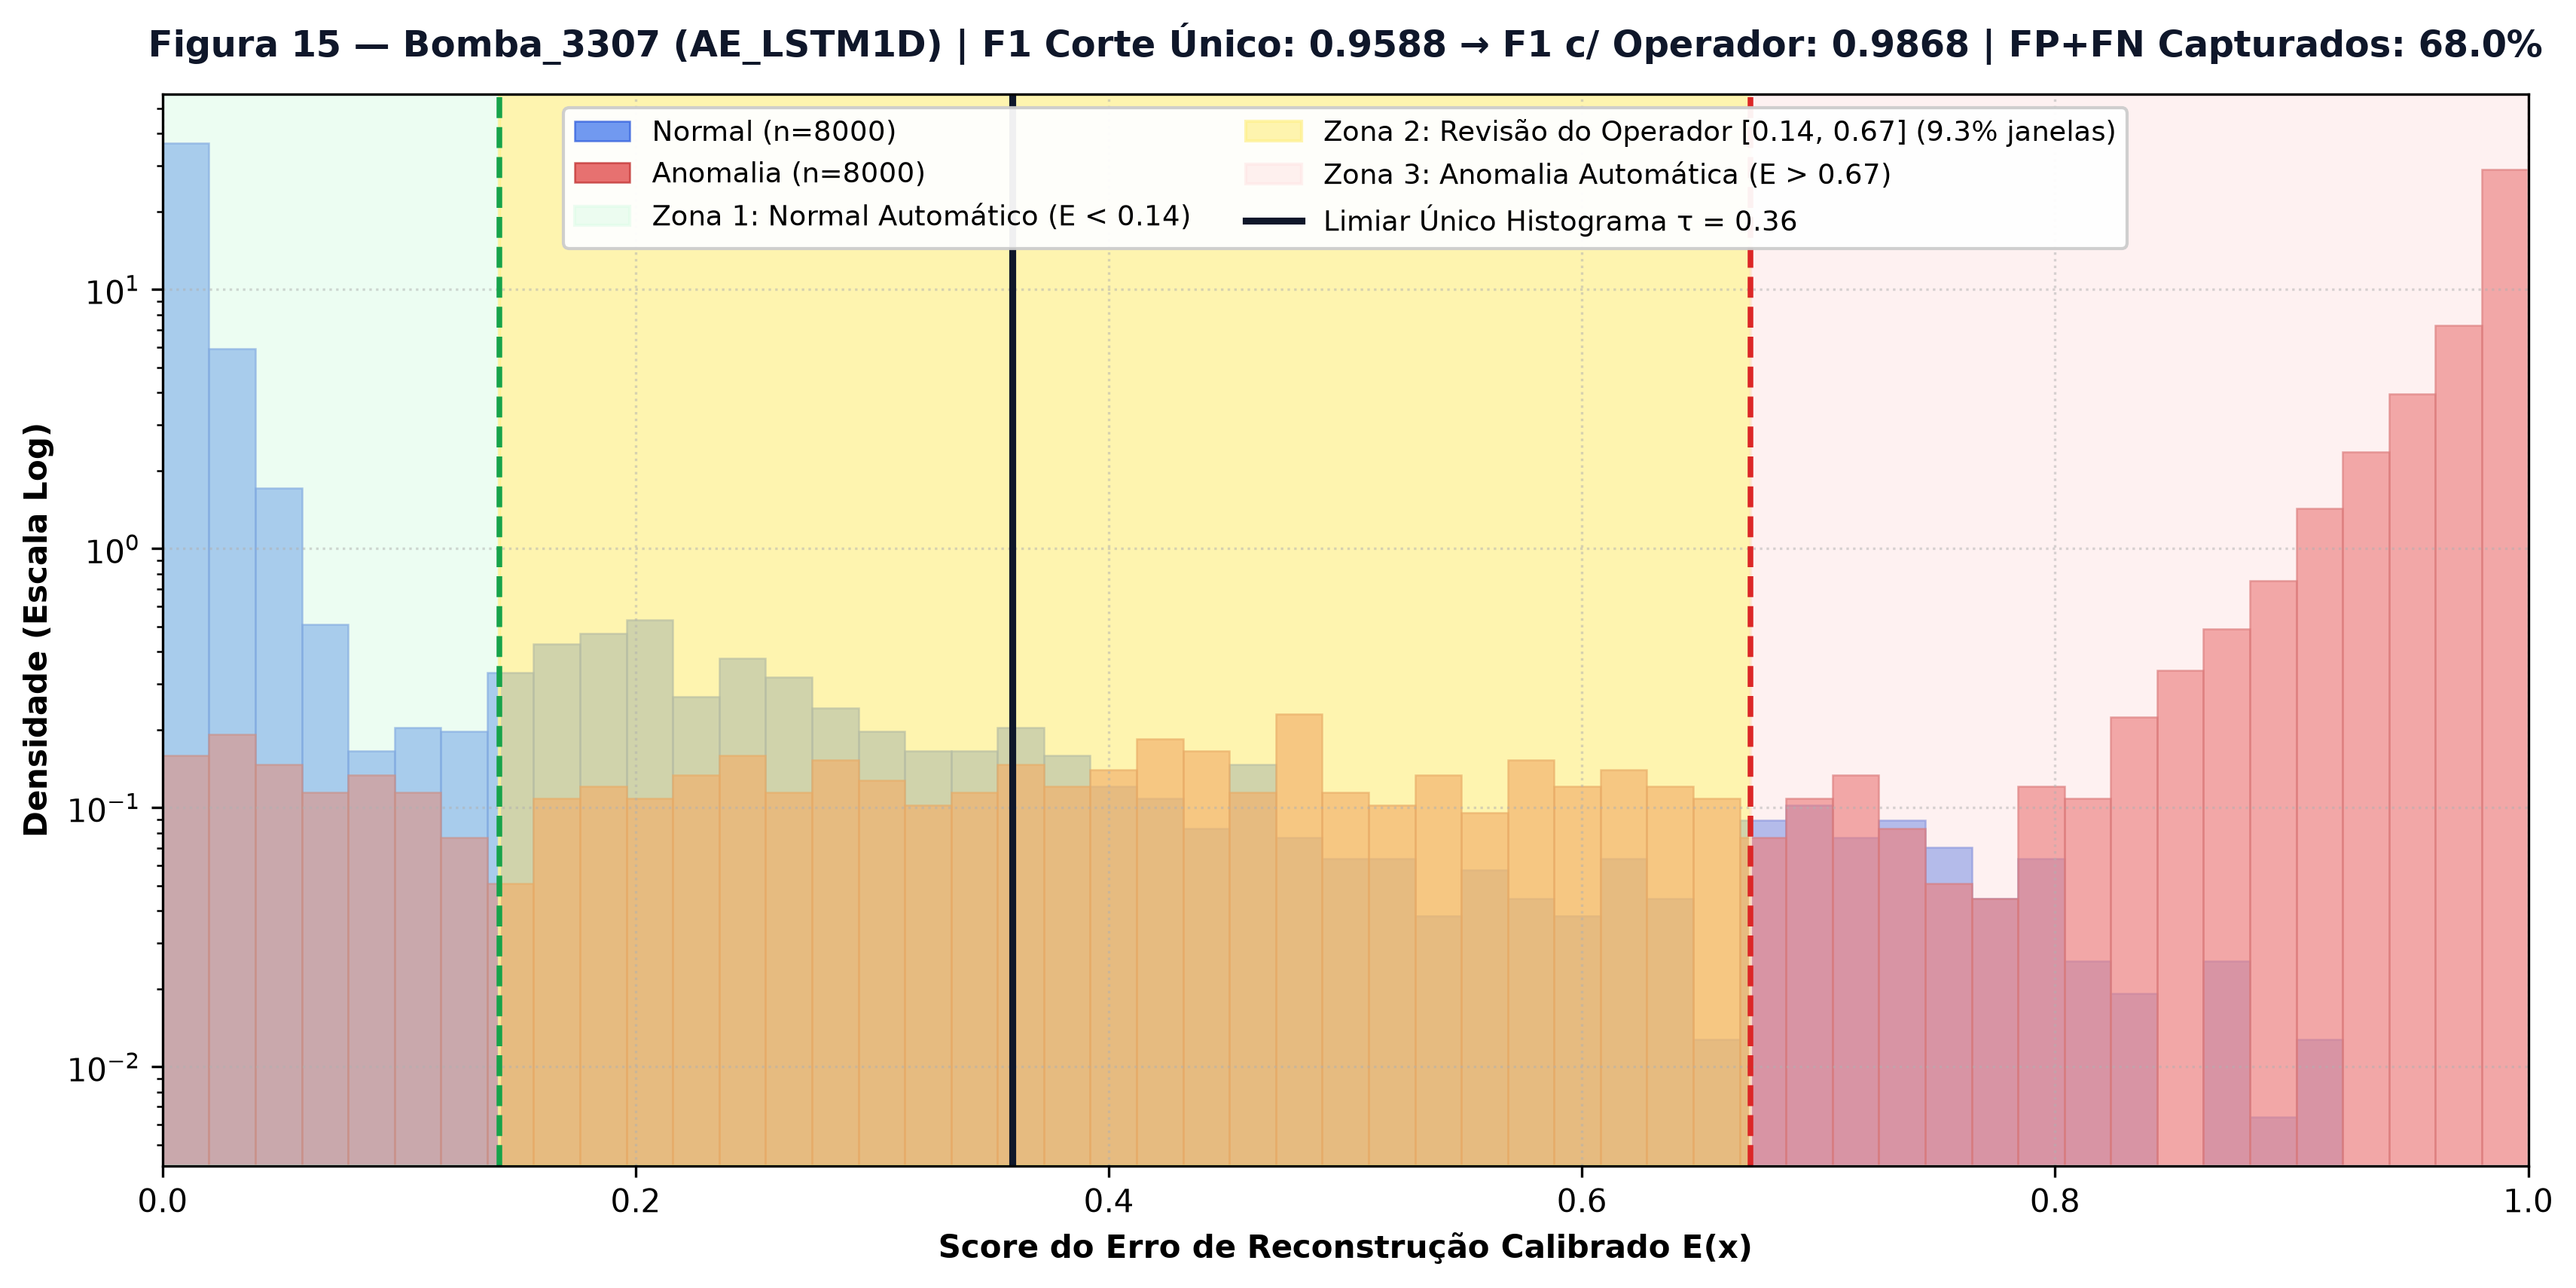 Figura 15 — Bomba_3307 (AE_LSTM1D) | F1 Corte Único: 0.9588 → F1 c/ Operador: 0.9868 | FP+FN Capturados: 68.0%
Normal (n=8000)
Anomalia (n=8000)
Zona 1: Normal Automático (E < 0.14)
Zona 2: Revisão do Operador [0.14, 0.67] (9.3% janelas)
Zona 3: Anomalia Automática (E > 0.67)
Limiar Único Histograma τ = 0.36
Densidade (Escala Log)
10¹
10⁰
10⁻¹
10⁻²
0.0 0.2 0.4 0.6 0.8 1.0
Score do Erro de Reconstrução Calibrado E(x)